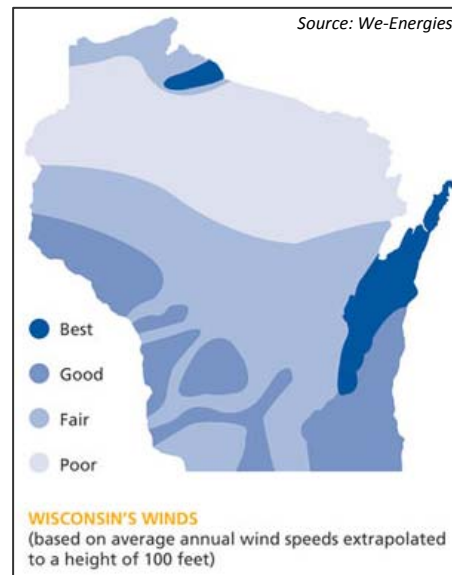 Source: We-Energies
Best
Good
Fair
Poor
WISCONSIN'S WINDS
(based on average annual wind speeds extrapolated
to a height of 100 feet)